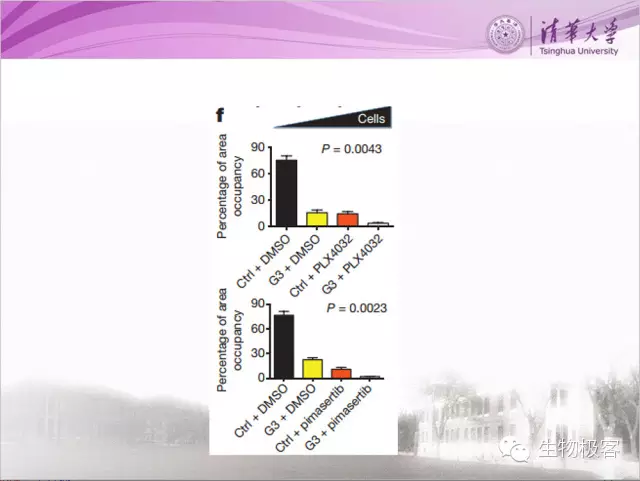 清华大学
Tsinghua University
f
Cells
P = 0.0043
Percentage of area
occupancy
90
60
30
0
Ctrl + DMSO
G3 + DMSO
Ctrl + PLX4032
G3 + PLX4032
P = 0.0023
Percentage of area
occupancy
90
60
30
0
Ctrl + DMSO
G3 + DMSO
Ctrl + pimasertib
G3 + pimasertib
生物极客